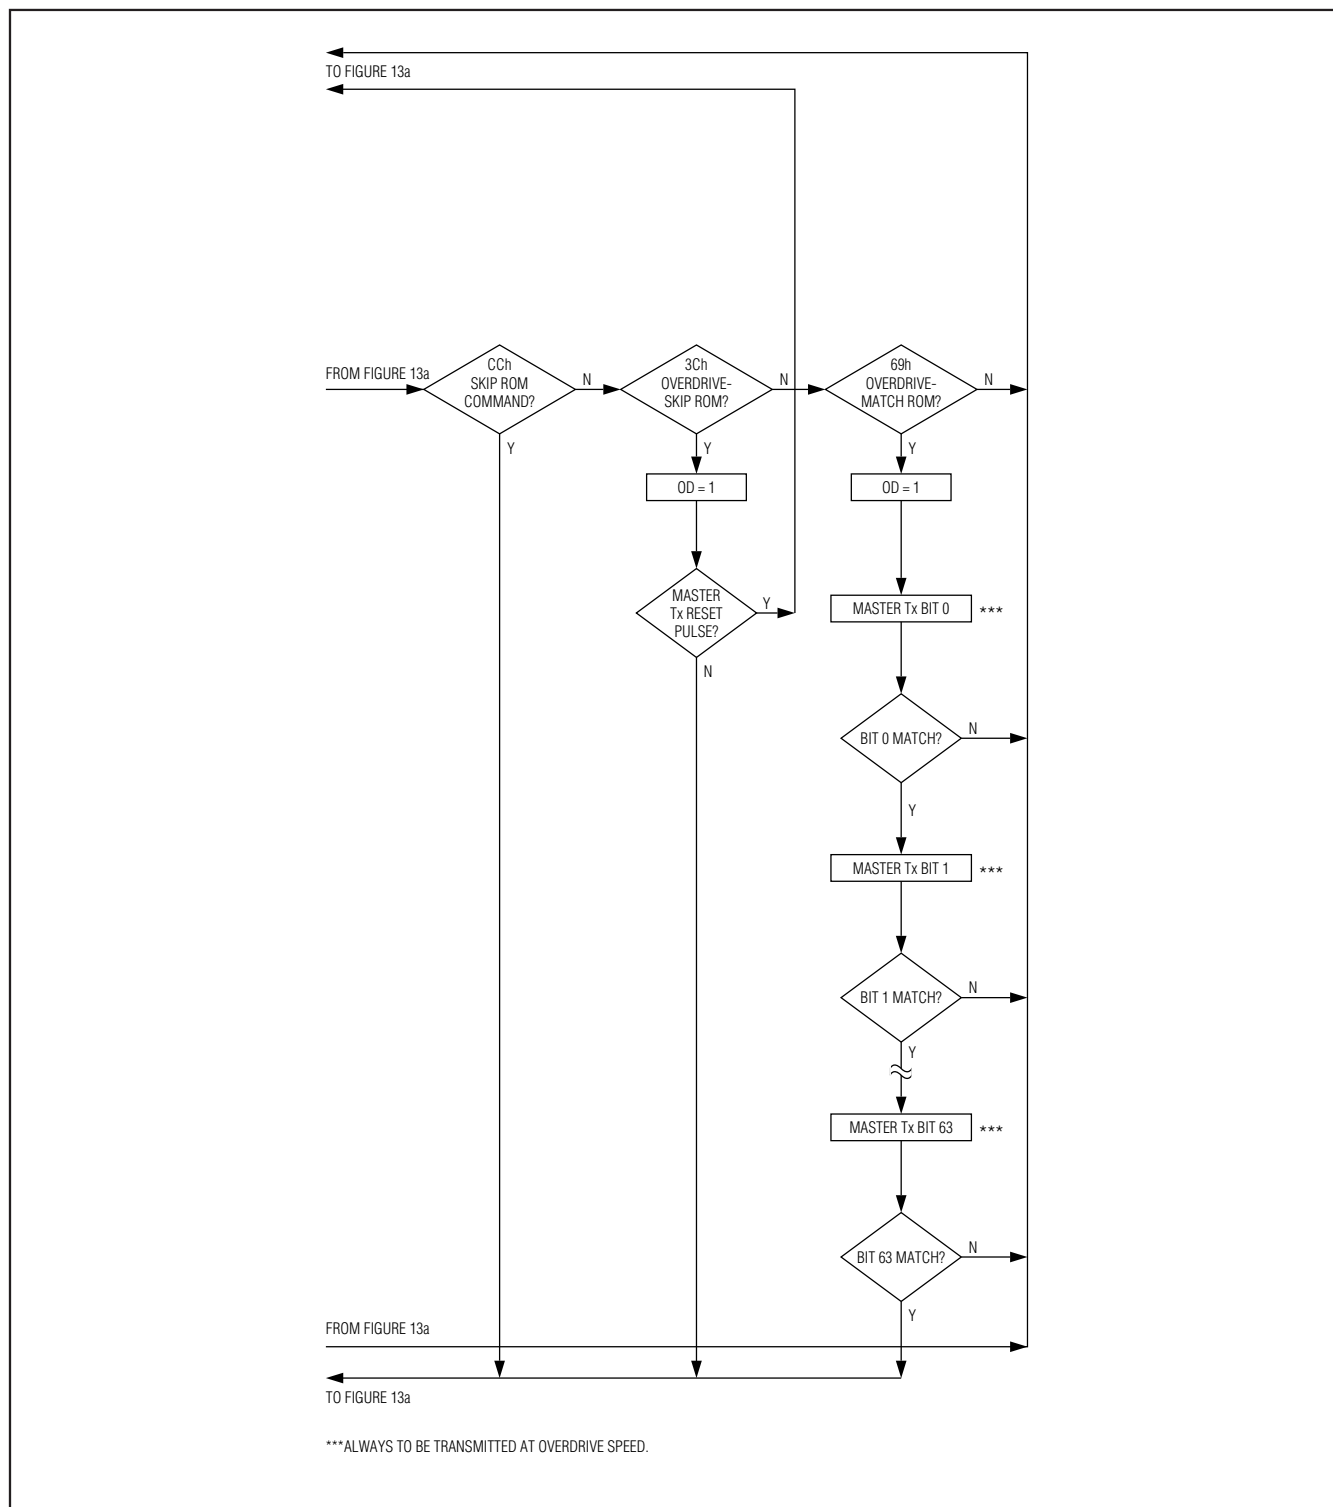 TO FIGURE 13a
FROM FIGURE 13a
CCh
SKIP ROM
COMMAND?
N
3Ch
OVERDRIVE-
SKIP ROM?
N
69h
OVERDRIVE-
MATCH ROM?
N
Y
Y
Y
OD = 1
OD = 1
MASTER
Tx RESET
PULSE?
Y
N
MASTER Tx BIT 0
***
BIT 0 MATCH?
N
Y
MASTER Tx BIT 1
***
BIT 1 MATCH?
N
Y
MASTER Tx BIT 63
***
BIT 63 MATCH?
N
Y
FROM FIGURE 13a
TO FIGURE 13a
***ALWAYS TO BE TRANSMITTED AT OVERDRIVE SPEED.